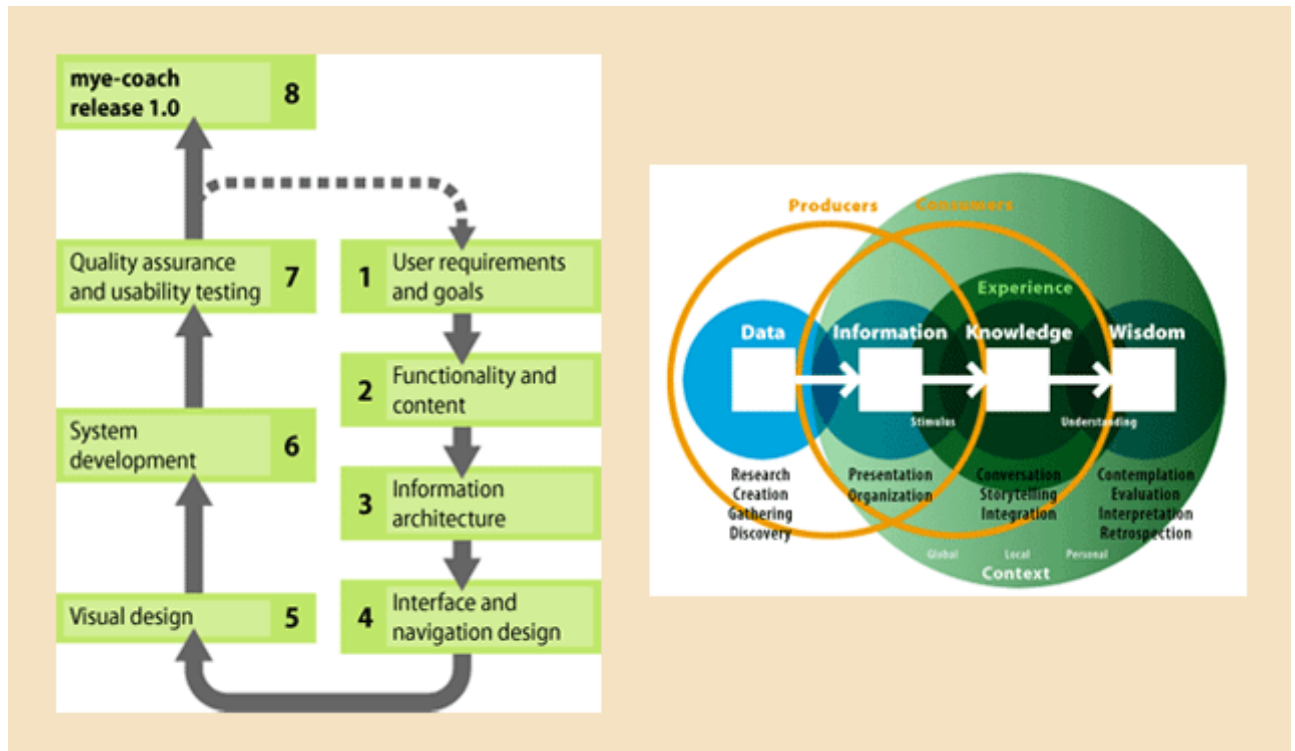 mye-coach
release 1.0
8
Quality assurance
and usability testing
7
1
User requirements
and goals
2
Functionality and
content
System
development
6
3
Information
architecture
Visual design
5
4
Interface and
navigation design
Producers
Consumers
Experience
Data
Information
Knowledge
Wisdom
Stimulus
Understanding
Research
Creation
Gathering
Discovery
Presentation
Organization
Conversation
Storytelling
Integration
Contemplation
Evaluation
Interpretation
Retrospection
Global
Local
Personal
Context